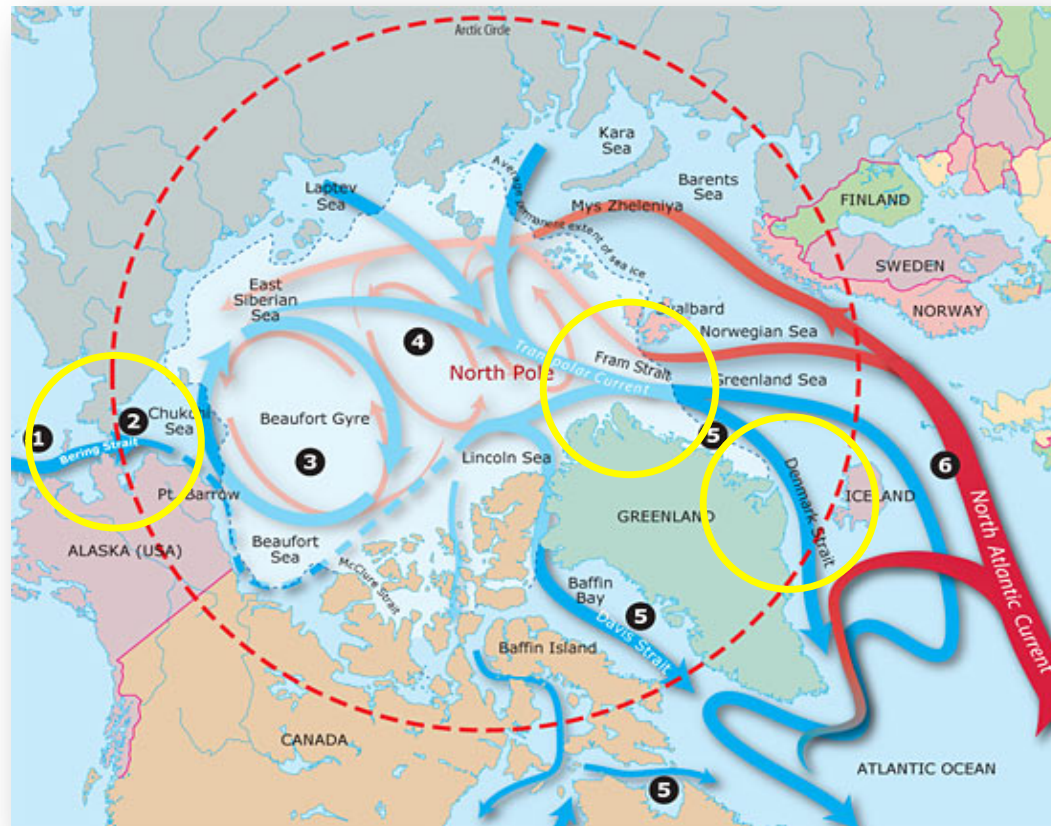 Arctic Circle
Kara
Sea
Laptev
Sea
Average permanent extent of sea ice
Barents
Sea
Mys Zheleniya
FINLAND
SWEDEN
NORWAY
East
Siberian
Sea
4
North Pole
Transpolar Current
Fram Strait
Svalbard
Norwegian Sea
Greenland Sea
1
Bering Strait
2
Chukchi
Sea
Beaufort Gyre
3
Lincoln Sea
5
Denmark Strait
ICELAND
6
North Atlantic Current
Pt. Barrow
ALASKA (USA)
Beaufort
Sea
McClure Strait
GREENLAND
Baffin
Bay
5
Davis Strait
Baffin Island
CANADA
5
ATLANTIC OCEAN